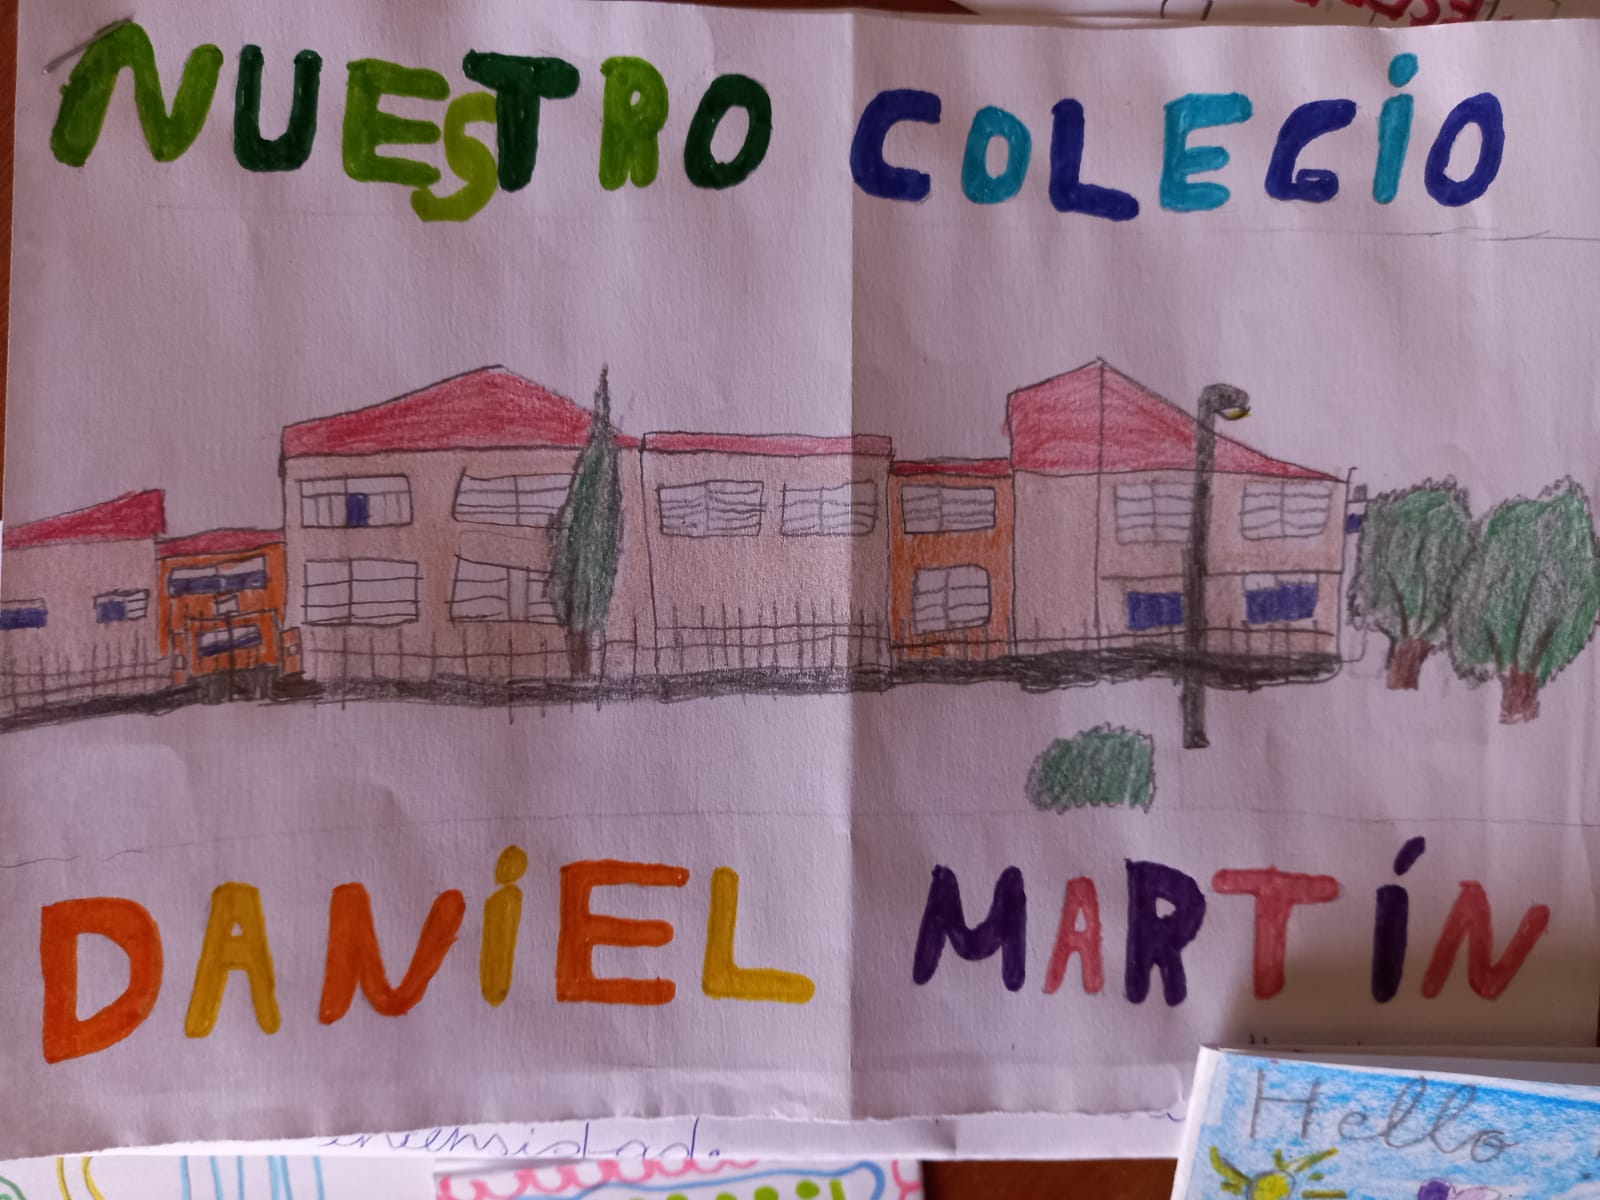 NUESTRO COLEGIO
DANIEL MARTÍN
Hello